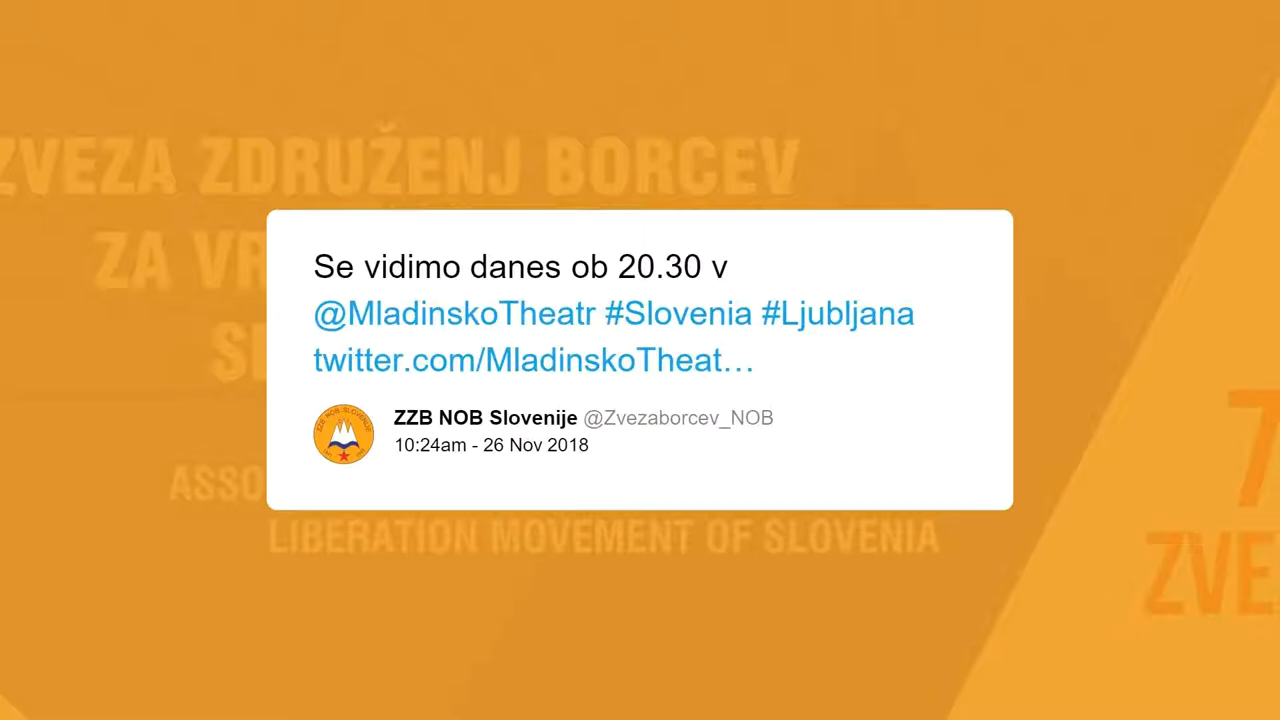 ZVEZA ZDRUŽENJ BORCEV
ZA
Se vidimo danes ob 20.30 v
@MladinskoTheatr #Slovenia #Ljubljana
twitter.com/MladinskoTheat…
ZZB NOB Slovenije @Zvezaborcev_NOB
10:24am - 26 Nov 2018
LIBERATION MOVEMENT OF SLOVENIA